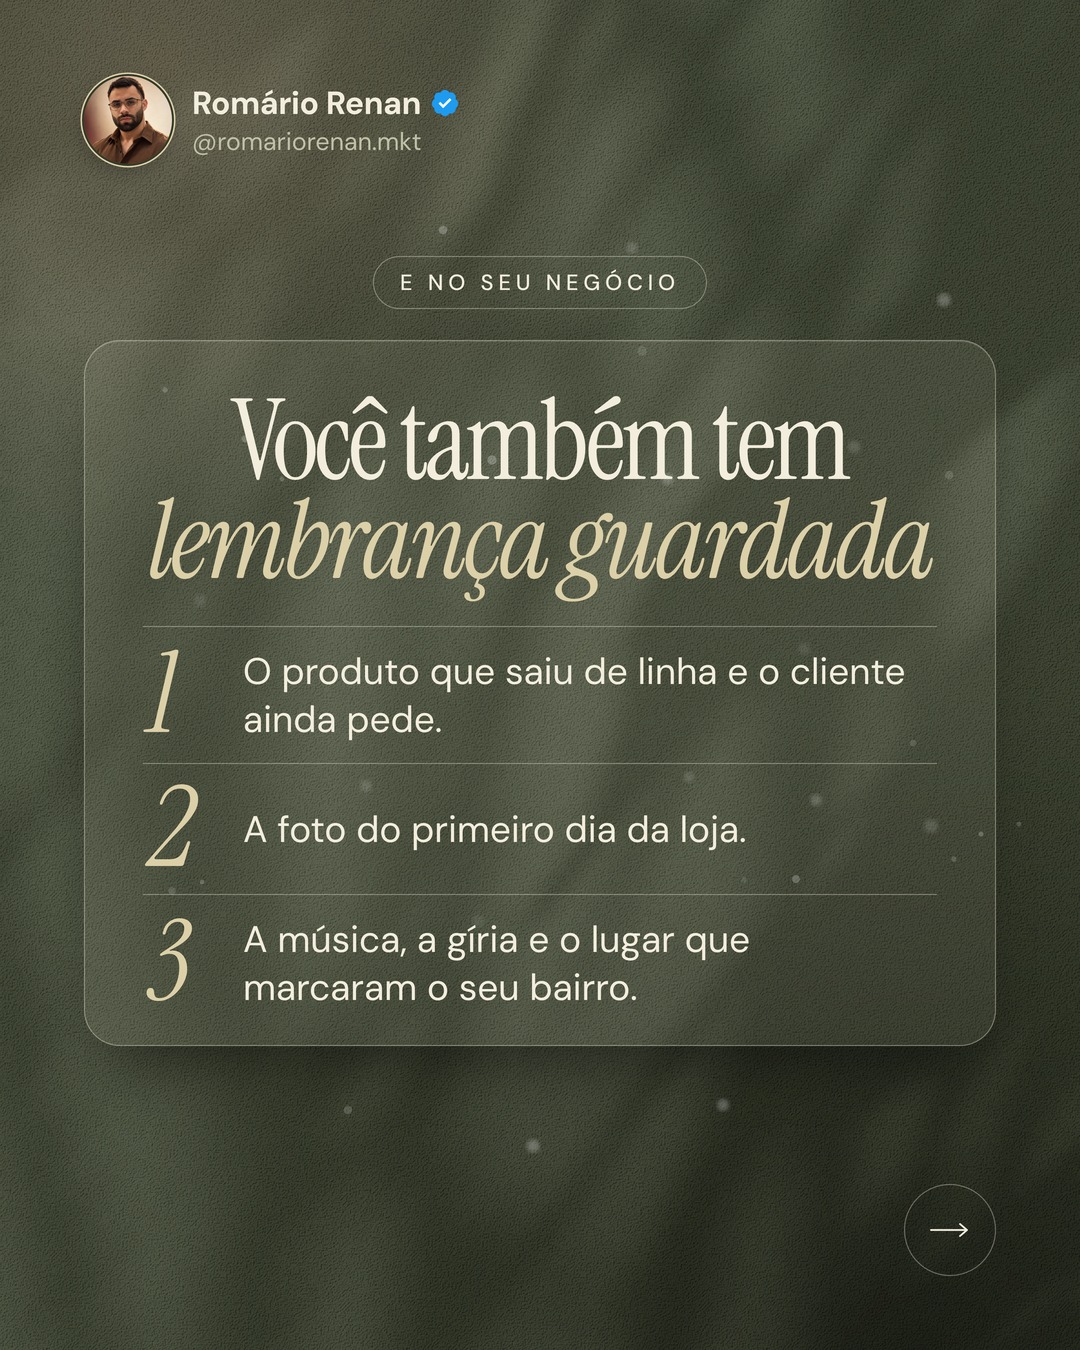 Romário Renan
@romariorenan.mkt
E NO SEU NEGÓCIO
Você também tem
lembrança guardada
1
O produto que saiu de linha e o cliente
ainda pede.
2
A foto do primeiro dia da loja.
3
A música, a gíria e o lugar que
marcaram o seu bairro.